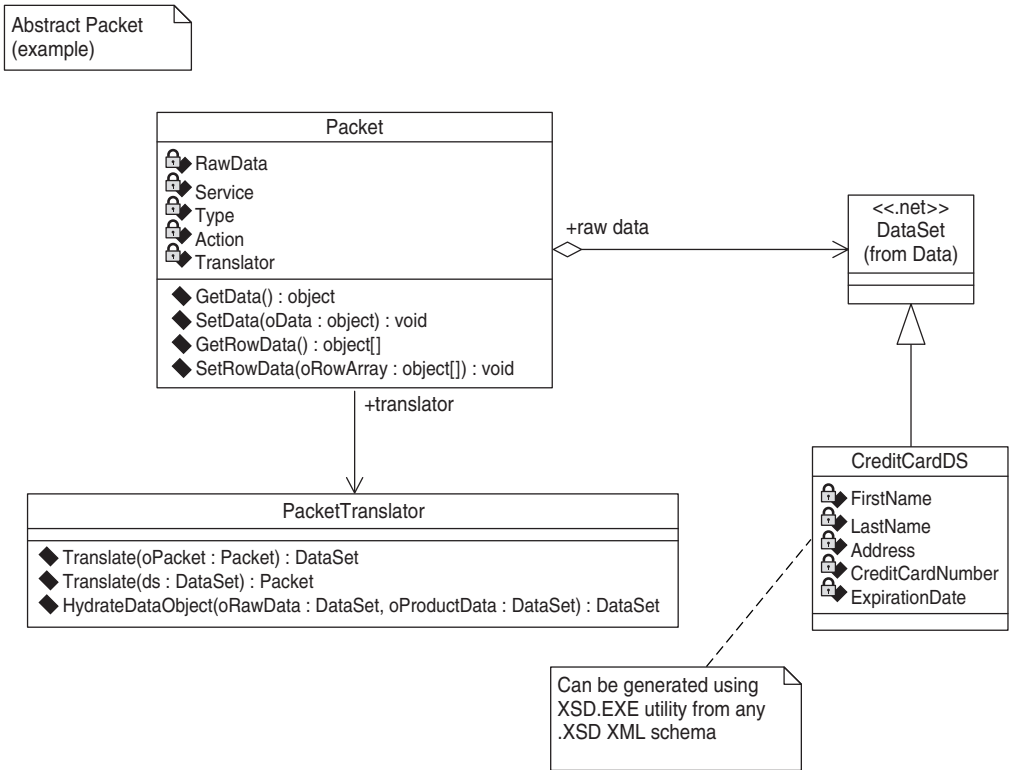 Abstract Packet
(example)
Packet
RawData
Service
Type
Action
Translator
GetData() : object
SetData(oData : object) : void
GetRowData() : object[]
SetRowData(oRowArray : object[]) : void
+raw data
<<.net>>
DataSet
(from Data)
+translator
PacketTranslator
Translate(oPacket : Packet) : DataSet
Translate(ds : DataSet) : Packet
HydrateDataObject(oRawData : DataSet, oProductData : DataSet) : DataSet
CreditCardDS
FirstName
LastName
Address
CreditCardNumber
ExpirationDate
Can be generated using
XSD.EXE utility from any
.XSD XML schema